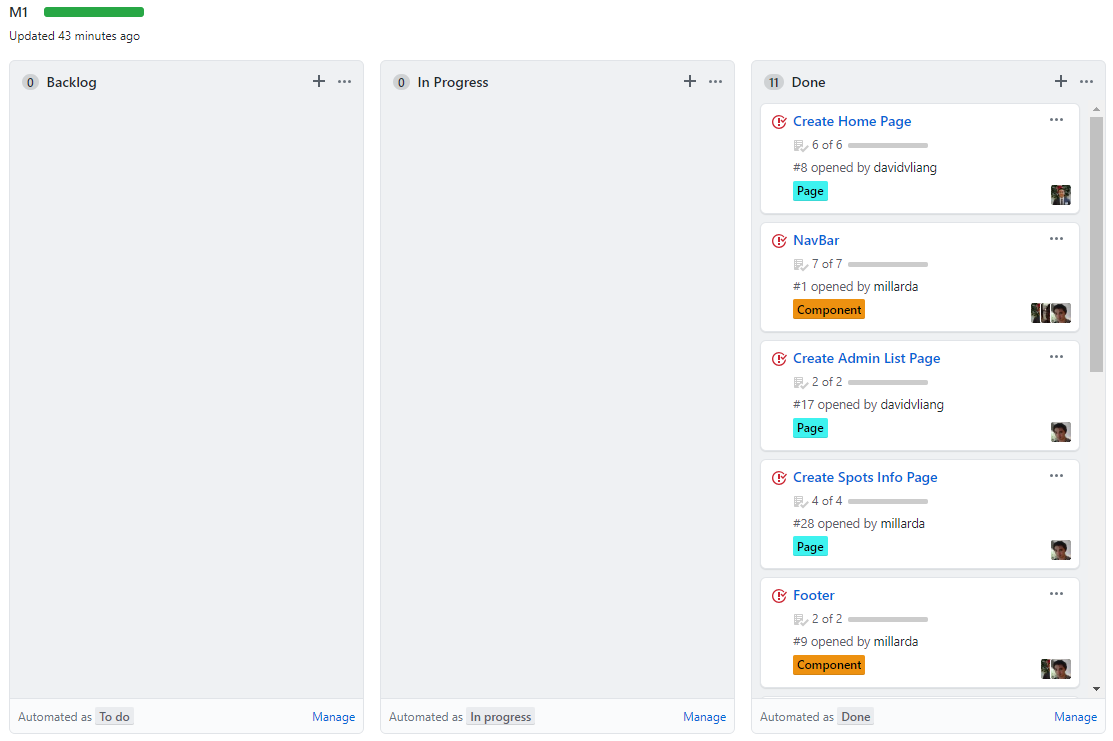 M1
Updated 43 minutes ago
0 Backlog
Automated as To do Manage
0 In Progress
Automated as In progress Manage
11 Done
Create Home Page
6 of 6
#8 opened by davidvliang
Page
NavBar
7 of 7
#1 opened by millarda
Component
Create Admin List Page
2 of 2
#17 opened by davidvliang
Page
Create Spots Info Page
4 of 4
#28 opened by millarda
Page
Footer
2 of 2
#9 opened by millarda
Component
Automated as Done Manage